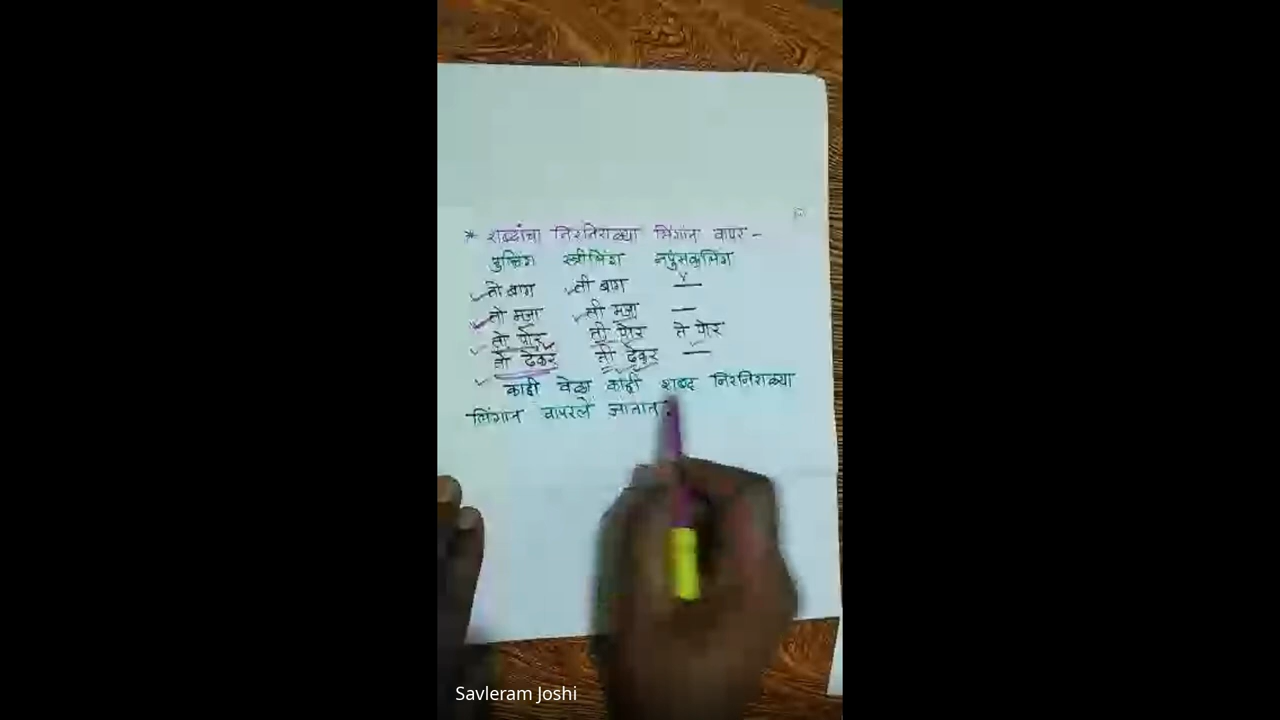 * शब्दांचा निरनिराळ्या लिंगांत वापर -
पुल्लिंग स्त्रीलिंग नपुंसकलिंग
तो बाग ती बाग —
तो मजा ती मजा —
तो पोर ती पोर ते पोर
तो ढेकर ती ढेकर —
काही वेळा काही शब्द निरनिराळ्या
लिंगात वापरले जातात.
Savleram Joshi